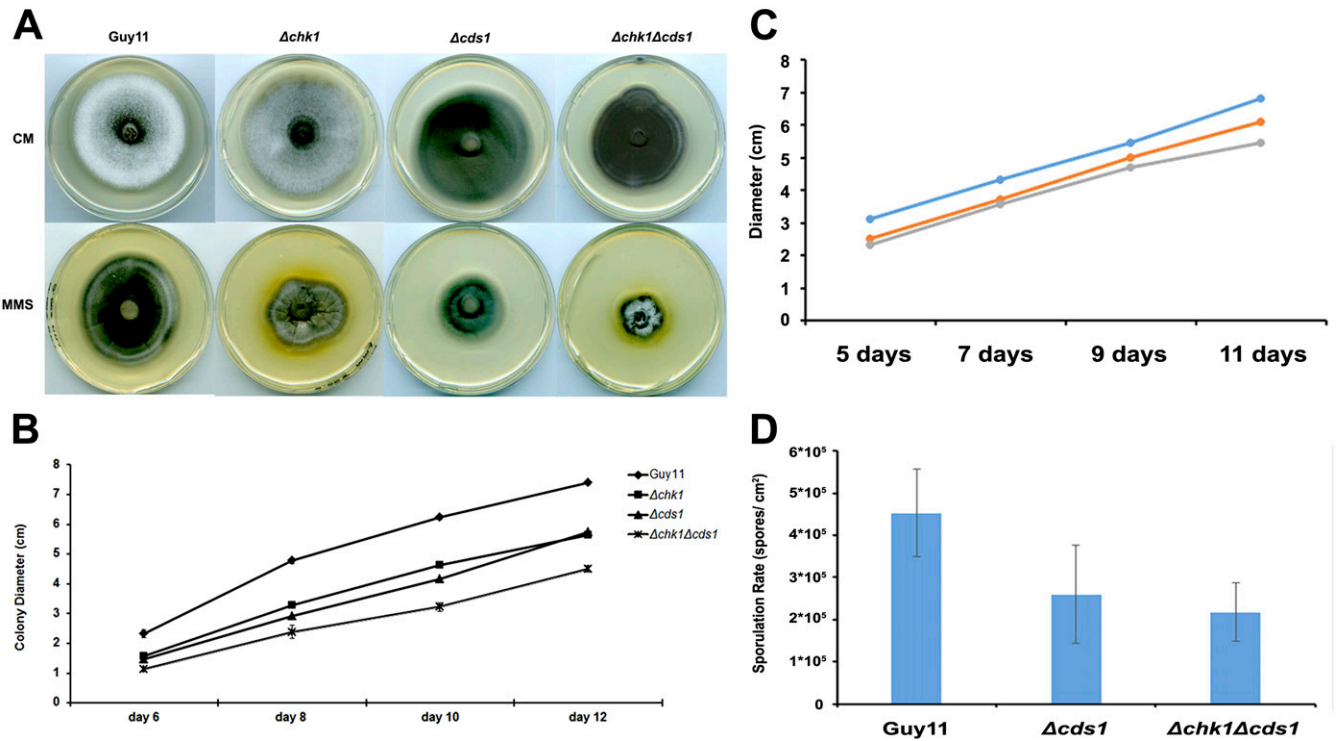 A
Guy11
Δchk1
Δcds1
Δchk1Δcds1
CM
MMS
B
Colony Diameter (cm)
8
7
6
5
4
3
2
1
0
day 6
day 8
day 10
day 12
Guy11
Δchk1
Δcds1
Δchk1Δcds1
C
Diameter (cm)
8
7
6
5
4
3
2
1
0
5 days
7 days
9 days
11 days
D
Sporulation Rate (spores/ cm²)
6*10⁵
5*10⁵
4*10⁵
3*10⁵
2*10⁵
1*10⁵
0
Guy11
Δcds1
Δchk1Δcds1